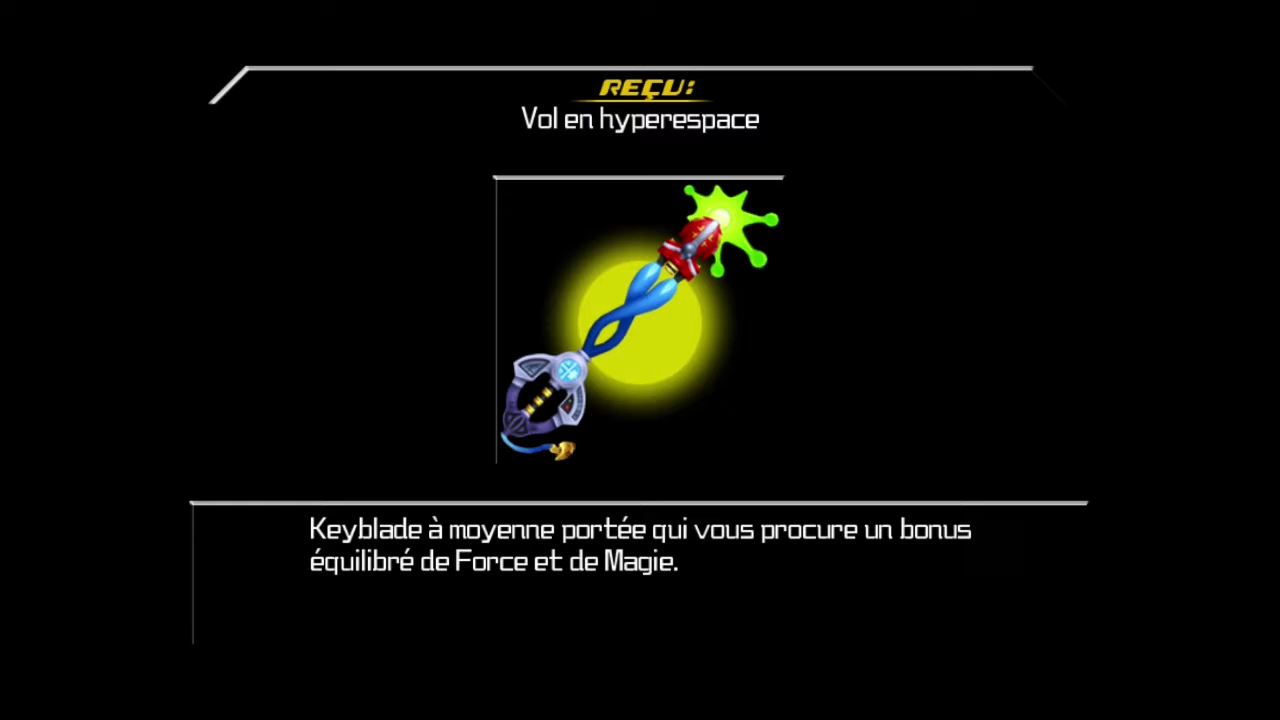 REÇU:
Vol en hyperespace
Keyblade à moyenne portée qui vous procure un bonus
équilibré de Force et de Magie.